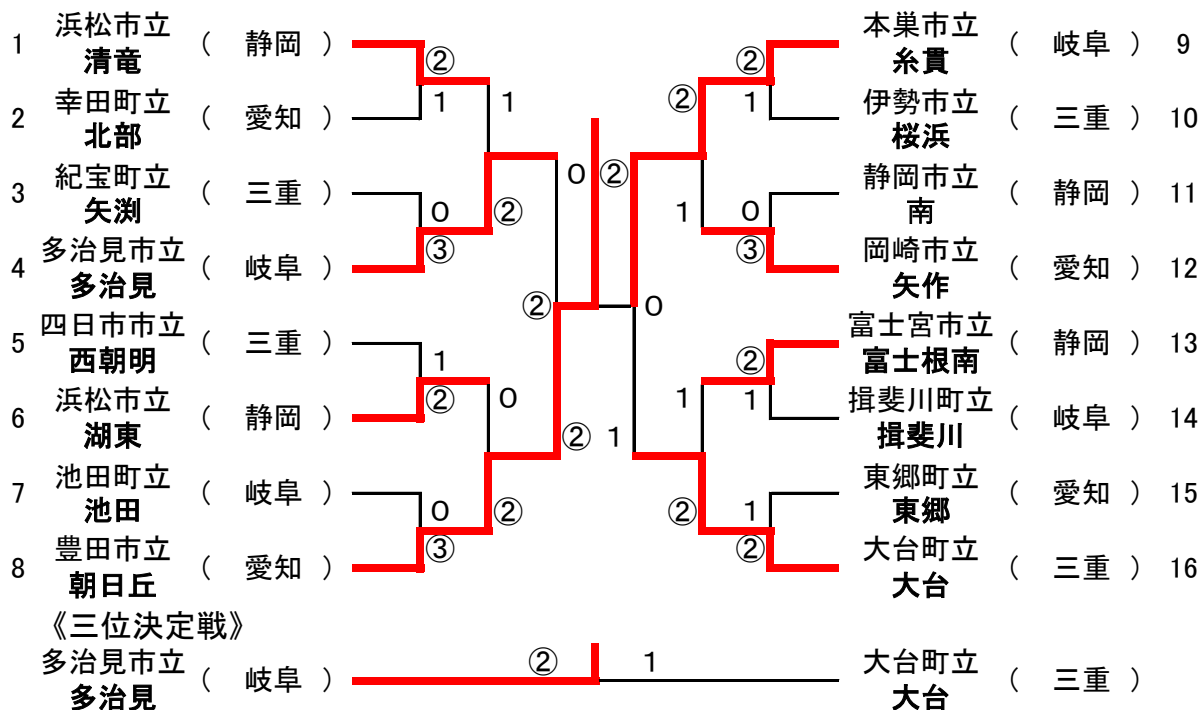 1 浜松市立 清竜 ( 静岡 )
2 幸田町立 北部 ( 愛知 )
3 紀宝町立 矢渕 ( 三重 )
4 多治見市立 多治見 ( 岐阜 )
5 四日市市立 西朝明 ( 三重 )
6 浜松市立 湖東 ( 静岡 )
7 池田町立 池田 ( 岐阜 )
8 豊田市立 朝日丘 ( 愛知 )
② 1 1
0 ③ ②
1 ② 0
0 ③ ②
0 ②
② 0
② 1
② 1 ②
1 0 ③
② 1 1
② 1 ②
本巣市立 糸貫 ( 岐阜 ) 9
伊勢市立 桜浜 ( 三重 ) 10
静岡市立 南 ( 静岡 ) 11
岡崎市立 矢作 ( 愛知 ) 12
富士宮市立 富士根南 ( 静岡 ) 13
揖斐川町立 揖斐川 ( 岐阜 ) 14
東郷町立 東郷 ( 愛知 ) 15
大台町立 大台 ( 三重 ) 16
《三位決定戦》
多治見市立 多治見 ( 岐阜 ) ② 1 大台町立 大台 ( 三重 )